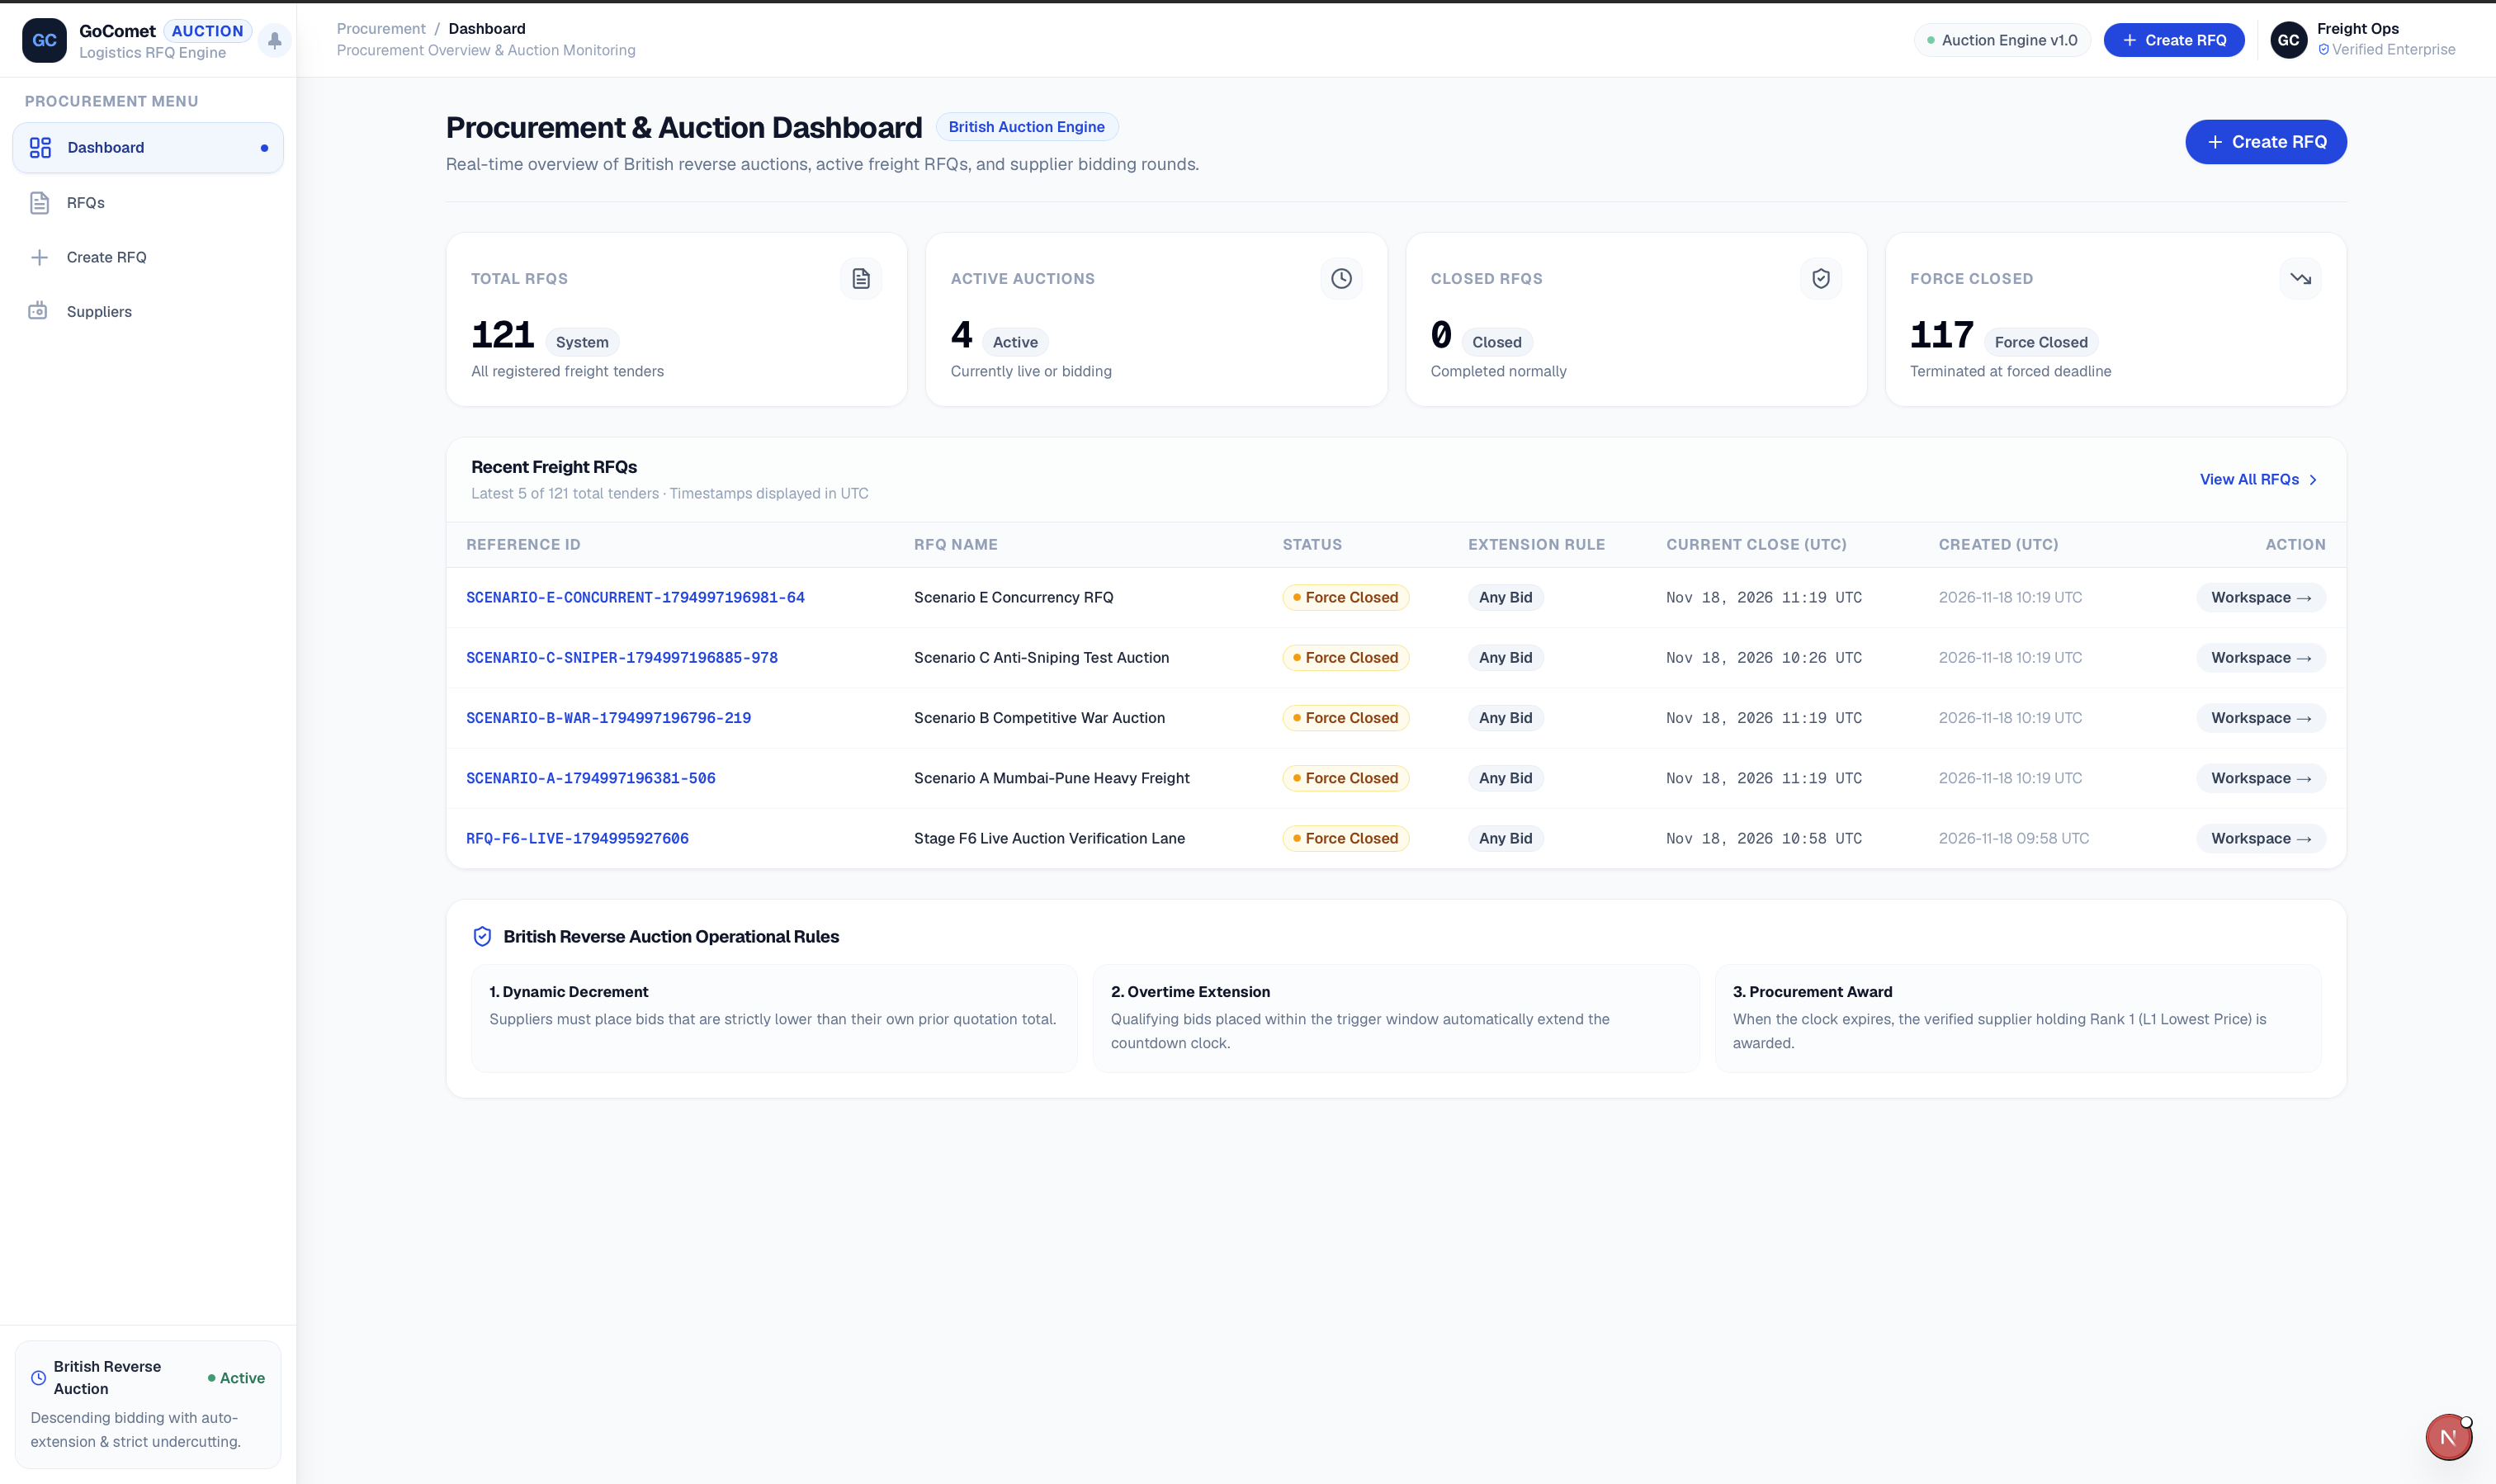 GC
GoComet AUCTION
Logistics RFQ Engine
Procurement / Dashboard
Procurement Overview & Auction Monitoring
Auction Engine v1.0
Create RFQ
GC
Freight Ops
Verified Enterprise
PROCUREMENT MENU
Dashboard
RFQs
Create RFQ
Suppliers
Procurement & Auction Dashboard
British Auction Engine
Real-time overview of British reverse auctions, active freight RFQs, and supplier bidding rounds.
Create RFQ
TOTAL RFQS
121 System
All registered freight tenders
ACTIVE AUCTIONS
4 Active
Currently live or bidding
CLOSED RFQS
0 Closed
Completed normally
FORCE CLOSED
117 Force Closed
Terminated at forced deadline
Recent Freight RFQs
Latest 5 of 121 total tenders · Timestamps displayed in UTC
View All RFQs
REFERENCE ID RFQ NAME STATUS EXTENSION RULE CURRENT CLOSE (UTC) CREATED (UTC) ACTION
SCENARIO-E-CONCURRENT-1794997196981-64 Scenario E Concurrency RFQ Force Closed Any Bid Nov 18, 2026 11:19 UTC 2026-11-18 10:19 UTC Workspace →
SCENARIO-C-SNIPER-1794997196885-978 Scenario C Anti-Sniping Test Auction Force Closed Any Bid Nov 18, 2026 10:26 UTC 2026-11-18 10:19 UTC Workspace →
SCENARIO-B-WAR-1794997196796-219 Scenario B Competitive War Auction Force Closed Any Bid Nov 18, 2026 11:19 UTC 2026-11-18 10:19 UTC Workspace →
SCENARIO-A-1794997196381-506 Scenario A Mumbai-Pune Heavy Freight Force Closed Any Bid Nov 18, 2026 11:19 UTC 2026-11-18 10:19 UTC Workspace →
RFQ-F6-LIVE-1794995927606 Stage F6 Live Auction Verification Lane Force Closed Any Bid Nov 18, 2026 10:58 UTC 2026-11-18 09:58 UTC Workspace →
British Reverse Auction Operational Rules
1. Dynamic Decrement
Suppliers must place bids that are strictly lower than their own prior quotation total.
2. Overtime Extension
Qualifying bids placed within the trigger window automatically extend the
countdown clock.
3. Procurement Award
When the clock expires, the verified supplier holding Rank 1 (L1 Lowest Price) is
awarded.
British Reverse
Auction
Active
Descending bidding with auto-
extension & strict undercutting.
N